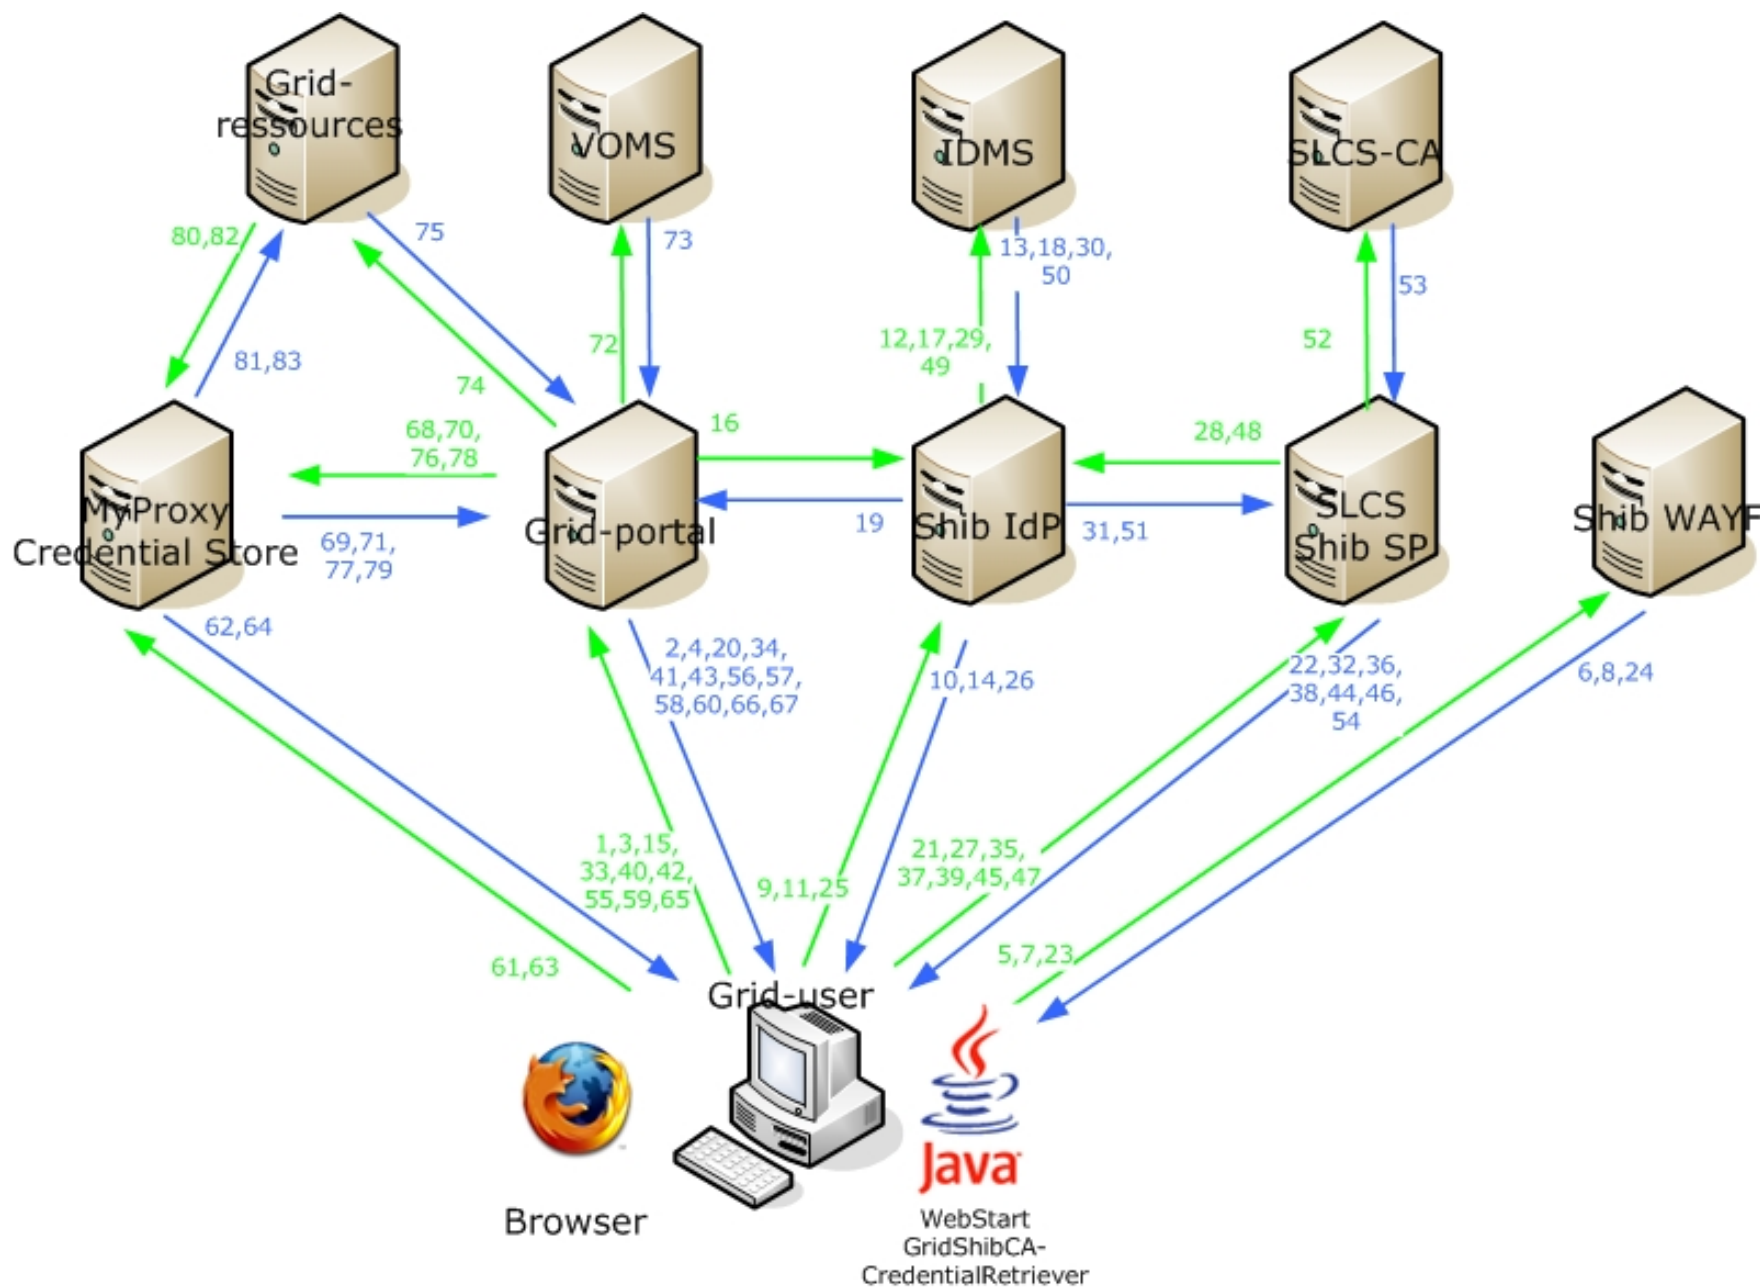 Grid-
ressources
VOMS
IDMS
SLCS-CA
80,82
75
73
13,18,30,
50
53
81,83
74
72
12,17,29,
49
52
68,70,
76,78
16
28,48
MyProxy
Credential Store
Grid-portal
Shib IdP
SLCS
Shib SP
Shib WAYF
69,71,
77,79
19
31,51
62,64
2,4,20,34,
41,43,56,57,
58,60,66,67
10,14,26
22,32,36,
38,44,46,
54
6,8,24
1,3,15,
33,40,42,
55,59,65
9,11,25
21,27,35,
37,39,45,47
61,63
5,7,23
Grid-user
Java
Browser
WebStart
GridShibCA-
CredentialRetriever